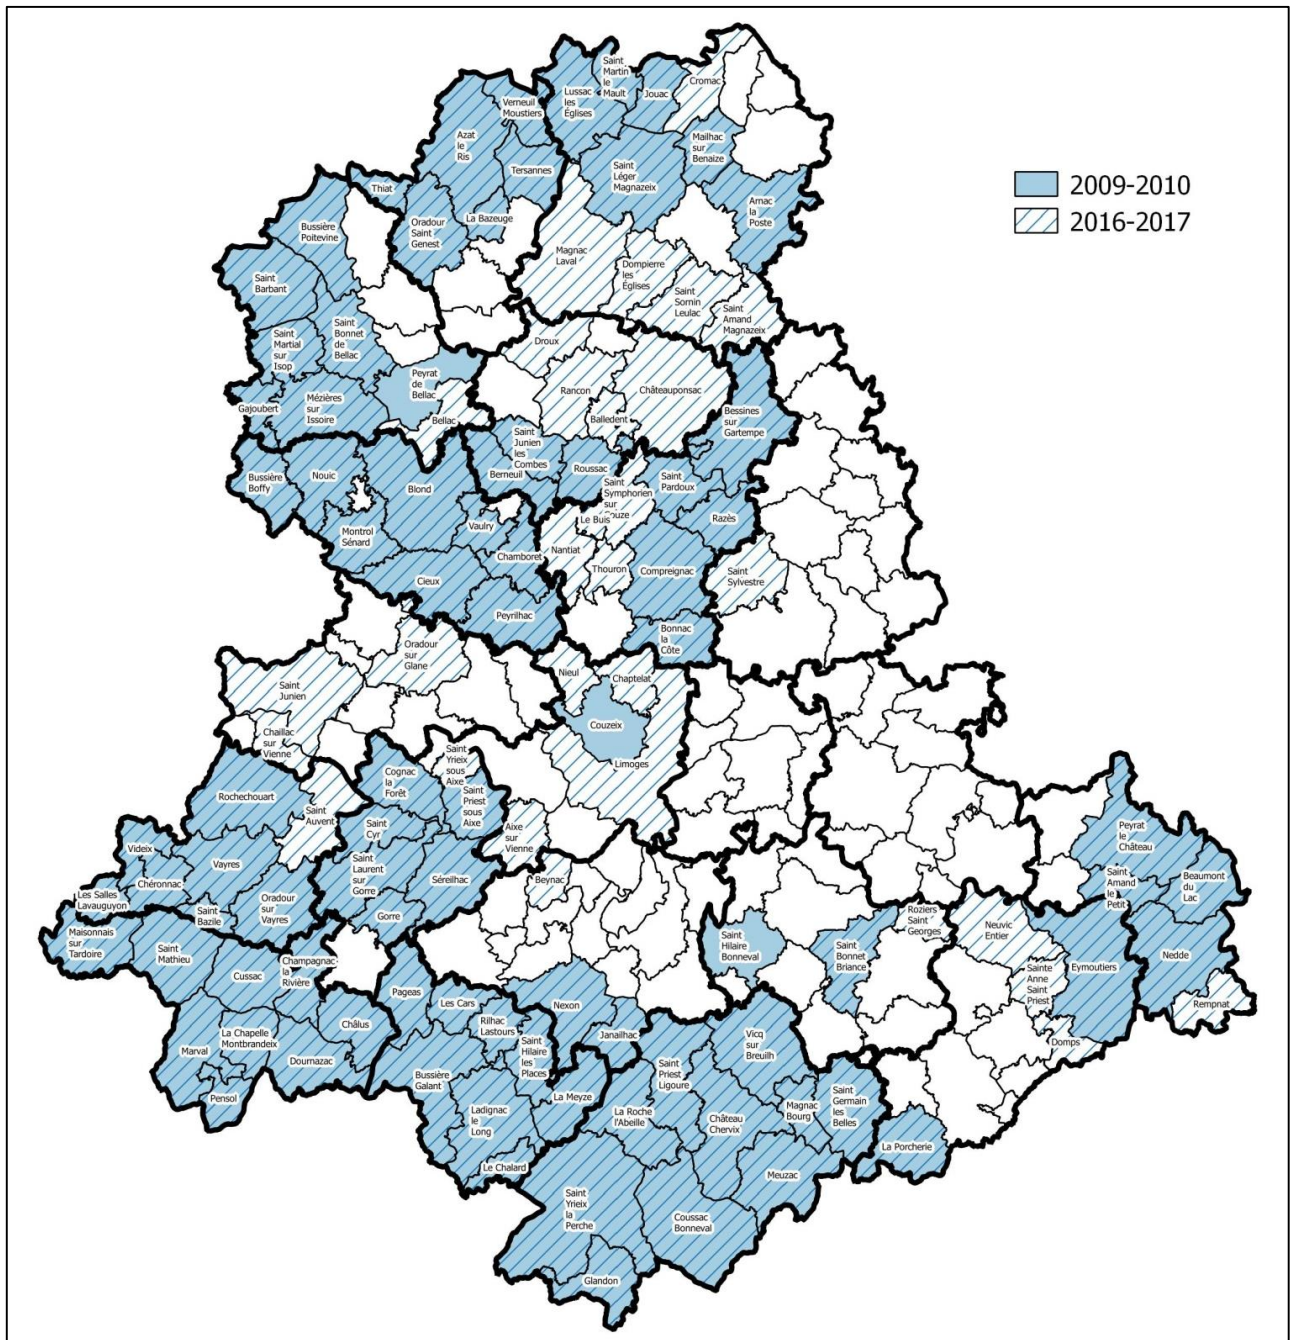 Saint
Martin
le
Mault
Cromac
Lussac
les
Églises
Jouac
Verneuil
Moustiers
Azat
le
Ris
Mailhac
sur
Benaize
Tersannes
Saint
Léger
Magnazeix
Thiat
Arnac
la
Poste
2009-2010
2016-2017
Oradour
Saint
Genest
La Bazeuge
Bussière
Poitevine
Magnac
Laval
Dompierre
les
Églises
Saint
Barbant
Saint
Sornin
Leulac
Saint
Amand
Magnazeix
Saint
Martial
sur
Isop
Saint
Bonnet
de
Bellac
Droux
Peyrat
de
Bellac
Rancon
Châteauponsac
Gajoubert
Mézières
sur
Issoire
Bellac
Balledent
Bessines
sur
Gartempe
Saint
Junien
les
Combes
Berneuil
Roussac
Bussière
Boffy
Nouic
Blond
Saint
Symphorien
sur
Couze
Saint
Pardoux
Razès
Le Buis
Vaulry
Montrol
Sénard
Nantiat
Chamboret
Thouron
Compreignac
Saint
Sylvestre
Cieux
Peyrilhac
Bonnac
la
Côte
Oradour
sur
Glane
Nieul
Chaptelat
Saint
Junien
Couzeix
Chaillac
sur
Vienne
Limoges
Saint
Yrieix
sous
Aixe
Cognac
la
Forêt
Saint
Priest
sous
Aixe
Rochechouart
Saint
Auvent
Aixe
sur
Vienne
Saint
Cyr
Peyrat
le
Château
Videix
Vayres
Saint
Laurent
sur
Gorre
Séreilhac
Beynac
Chéronnac
Saint
Amand
le
Petit
Beaumont
du
Lac
Les Salles
Lavauguyon
Oradour
sur
Vayres
Saint
Bazile
Gorre
Roziers
Saint
Georges
Neuvic
Entier
Maisonnais
sur
Tardoire
Saint
Mathieu
Saint
Hilaire
Bonneval
Saint
Bonnet
Briance
Nedde
Champagnac
la
Rivière
Cussac
Eymoutiers
Sainte
Anne
Saint
Priest
Pageas
Les Cars
Nexon
Rempnat
Châlus
Rilhac
Lastours
Janailhac
Vicq
sur
Breuilh
Domps
La Chapelle
Montbrandeix
Marval
Dournazac
Saint
Hilaire
les
Places
Bussière
Galant
Saint
Priest
Ligoure
Saint
Germain
les
Belles
Pensol
La Meyze
Ladignac
le
Long
La Roche
l'Abeille
Château
Chervix
Magnac
Bourg
La Porcherie
Le Chalard
Meuzac
Saint
Yrieix
la
Perche
Coussac
Bonneval
Glandon